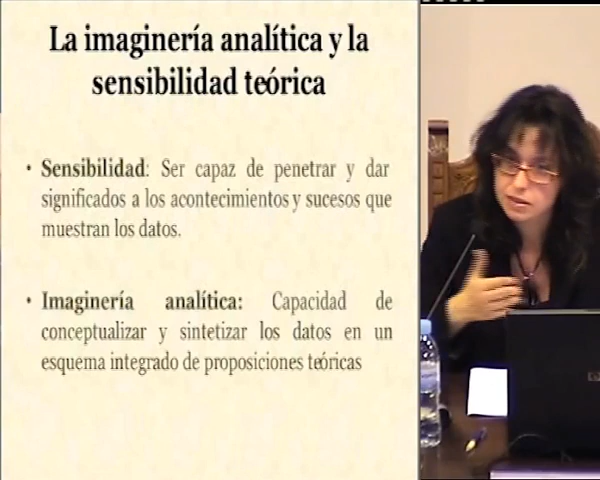 La imaginería analítica y la
sensibilidad teórica
• Sensibilidad: Ser capaz de penetrar y dar
significados a los acontecimientos y sucesos que
muestran los datos.
• Imaginería analítica: Capacidad de
conceptualizar y sintetizar los datos en un
esquema integrado de proposiciones teóricas